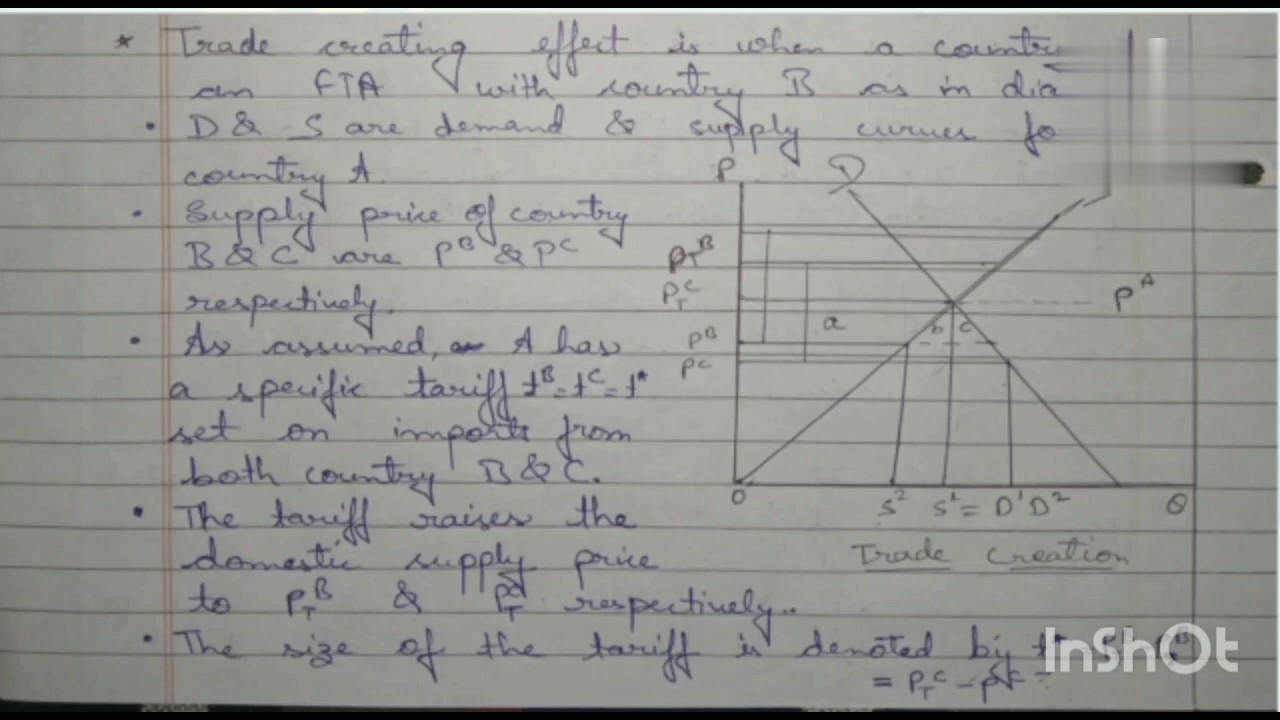 * Trade creating effect is when a countr
an FTA with country B as in dia
• D & S are demand & supply curves fo
country A.
• Supply price of country
B & C are P^B & P^C
respectively.
• As assumed, A has
a specific tariff t^B = t^C = t*
set on imports from
both country B & C.
• The tariff raises the
domestic supply price
to P_T^B & P_T^C respectively..
• The size of the tariff is denoted by
= P_T^C - P^C
P
D
P_T^B
P_T^C
P^A
a
b
c
P^B
P^C
O
S^2
S^1 = D^1 D^2
Q
Trade Creation
InShOt